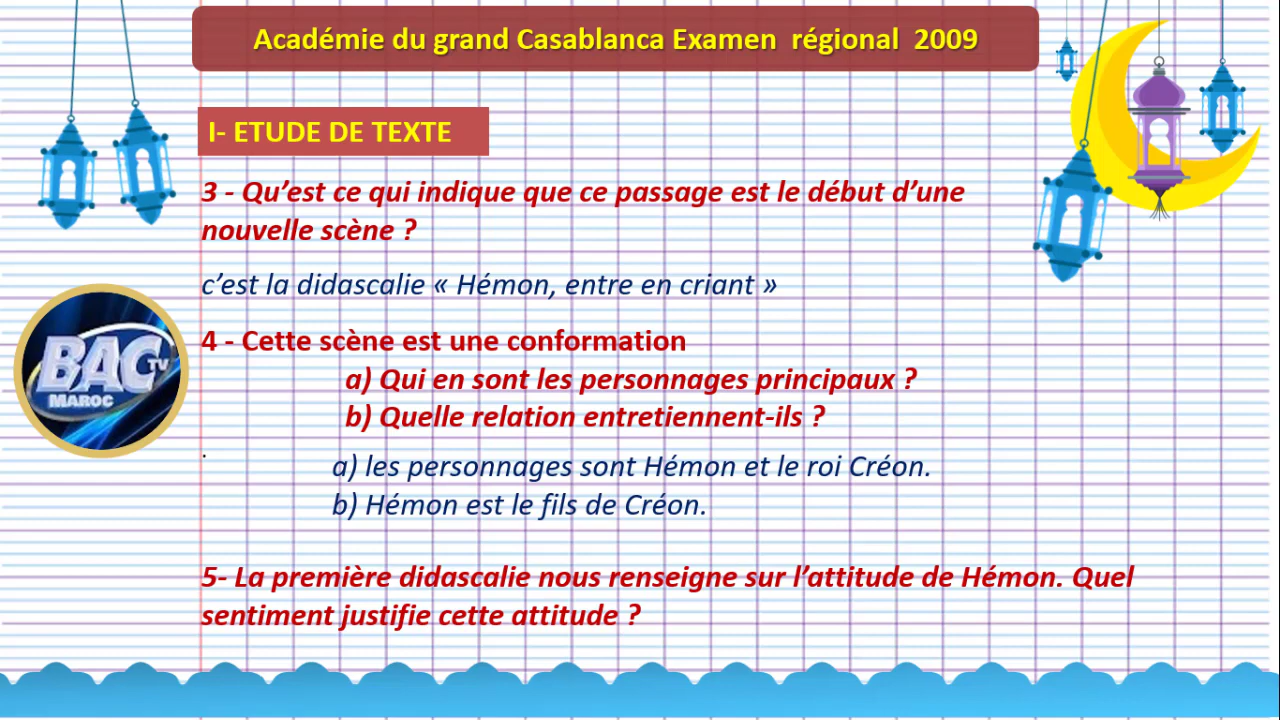 Académie du grand Casablanca Examen régional 2009
I- ETUDE DE TEXTE
3 - Qu’est ce qui indique que ce passage est le début d’une
nouvelle scène ?
c’est la didascalie « Hémon, entre en criant »
4 - Cette scène est une conformation
a) Qui en sont les personnages principaux ?
b) Quelle relation entretiennent-ils ?
.
a) les personnages sont Hémon et le roi Créon.
b) Hémon est le fils de Créon.
5- La première didascalie nous renseigne sur l’attitude de Hémon. Quel
sentiment justifie cette attitude ?
BAC TV
MAROC